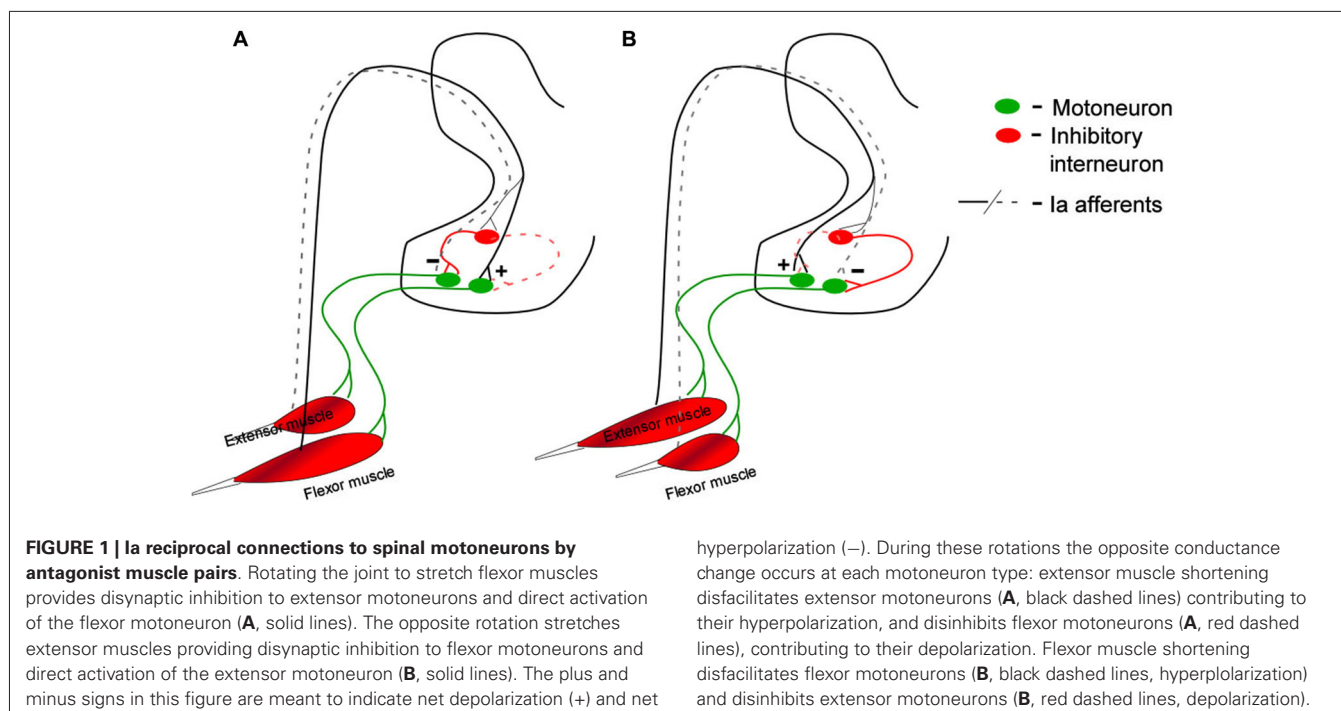 A
B
- Motoneuron
- Inhibitory
interneuron
- Ia afferents
−
+
+
−
Extensor muscle
Flexor muscle
Extensor muscle
Flexor muscle
FIGURE 1 | Ia reciprocal connections to spinal motoneurons by
antagonist muscle pairs. Rotating the joint to stretch flexor muscles
provides disynaptic inhibition to extensor motoneurons and direct activation
of the flexor motoneuron (A, solid lines). The opposite rotation stretches
extensor muscles providing disynaptic inhibition to flexor motoneurons and
direct activation of the extensor motoneuron (B, solid lines). The plus and
minus signs in this figure are meant to indicate net depolarization (+) and net
hyperpolarization (−). During these rotations the opposite conductance
change occurs at each motoneuron type: extensor muscle shortening
disfacilitates extensor motoneurons (A, black dashed lines) contributing to
their hyperpolarization, and disinhibits flexor motoneurons (A, red dashed
lines), contributing to their depolarization. Flexor muscle shortening
disfacilitates flexor motoneurons (B, black dashed lines, hyperplolarization)
and disinhibits extensor motoneurons (B, red dashed lines, depolarization).